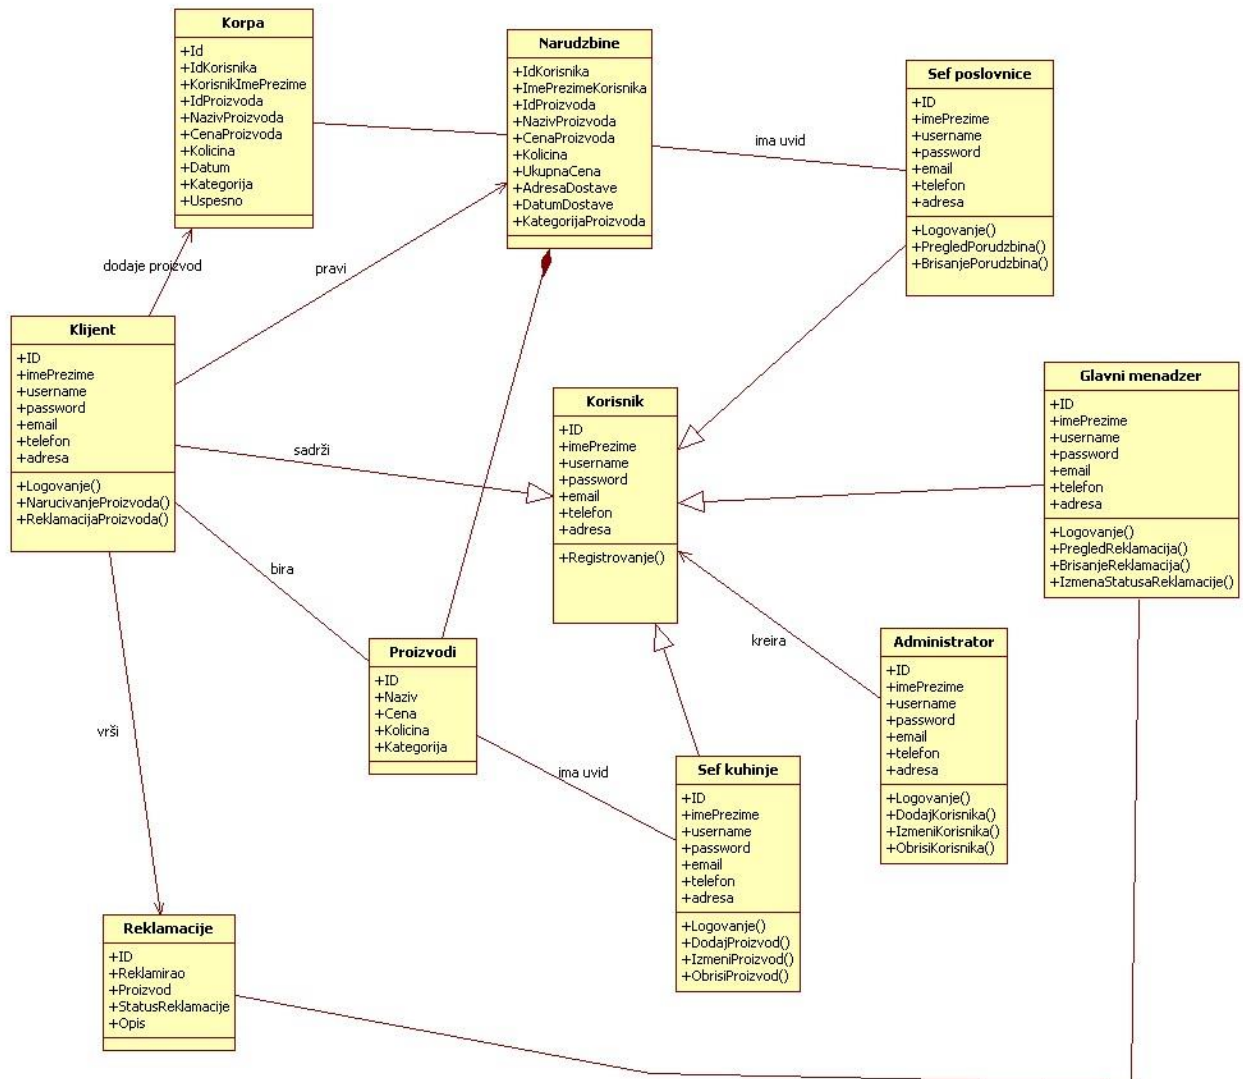 Korpa
+Id
+IdKorisnika
+KorisnikImePrezime
+IdProizvoda
+NazivProizvoda
+CenaProizvoda
+Kolicina
+Datum
+Kategorija
+Uspesno
Narudzbine
+IdKorisnika
+ImePrezimeKorisnika
+IdProizvoda
+NazivProizvoda
+CenaProizvoda
+Kolicina
+UkupnaCena
+AdresaDostave
+DatumDostave
+KategorijaProizvoda
ima uvid
Sef poslovnice
+ID
+imePrezime
+username
+password
+email
+telefon
+adresa
+Logovanje()
+PregledPorudzbina()
+BrisanjePorudzbina()
dodaje proizvod
pravi
Klijent
+ID
+imePrezime
+username
+password
+email
+telefon
+adresa
+Logovanje()
+NarucivanjeProizvoda()
+ReklamacijaProizvoda()
sadrži
Korisnik
+ID
+imePrezime
+username
+password
+email
+telefon
+adresa
+Registrovanje()
Glavni menadzer
+ID
+imePrezime
+username
+password
+email
+telefon
+adresa
+Logovanje()
+PregledReklamacija()
+BrisanjeReklamacija()
+IzmenaStatusaReklamacije()
bira
kreira
Proizvodi
+ID
+Naziv
+Cena
+Kolicina
+Kategorija
Administrator
+ID
+imePrezime
+username
+password
+email
+telefon
+adresa
+Logovanje()
+DodajKorisnika()
+IzmeniKorisnika()
+ObrisiKorisnika()
vrši
ima uvid
Sef kuhinje
+ID
+imePrezime
+username
+password
+email
+telefon
+adresa
+Logovanje()
+DodajProizvod()
+IzmeniProizvod()
+ObrisiProizvod()
Reklamacije
+ID
+Reklamirao
+Proizvod
+StatusReklamacije
+Opis